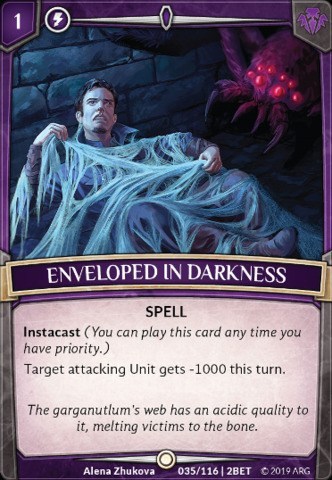 1
ENVELOPED IN DARKNESS
SPELL
Instacast (You can play this card any time you
have priority.)
Target attacking Unit gets -1000 this turn.
The garganutlum's web has an acidic quality to
it, melting victims to the bone.
Alena Zhukova 035/116 | 2BET © 2019 ARG